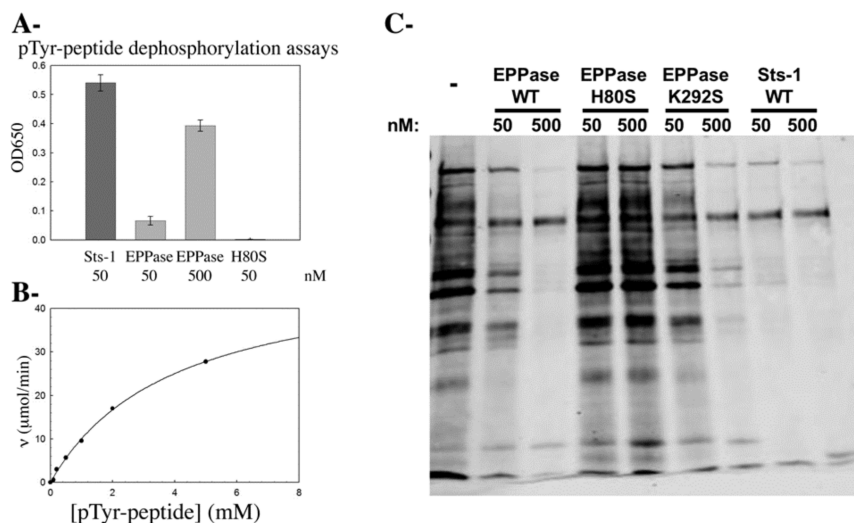 A-
pTyr-peptide dephosphorylation assays
OD650
0.6
0.5
0.4
0.3
0.2
0.1
0.0
Sts-1 EPPase EPPase H80S
50 50 500 50 nM
B-
ν (μmol/min)
40
30
20
10
0
0 2 4 6 8
[pTyr-peptide] (mM)
C-
- EPPase EPPase EPPase Sts-1
WT H80S K292S WT
nM: 50 500 50 500 50 500 50 500